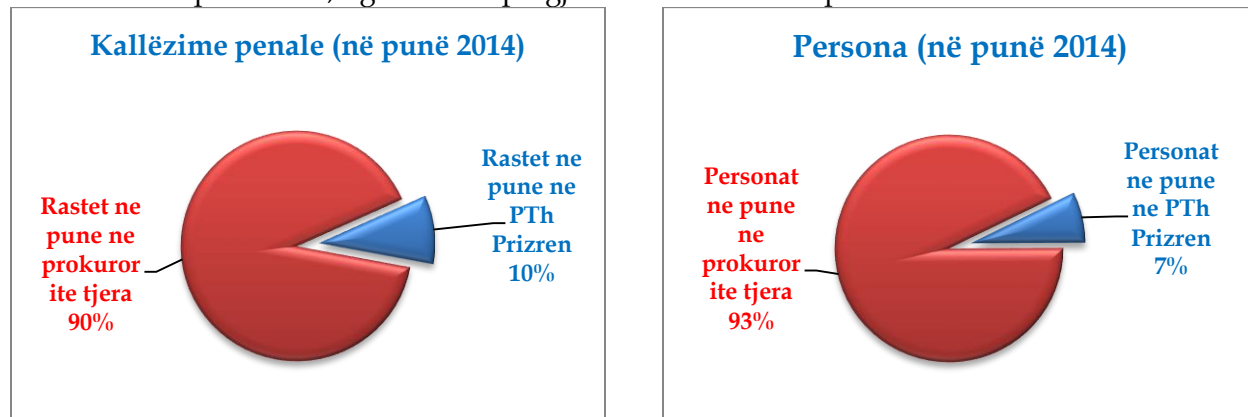 Kallëzime penale (në punë 2014)
Rastet ne
pune ne
prokuror
ite tjera
90%
Rastet ne
pune ne
PTh
Prizren
10%
Persona (në punë 2014)
Personat
ne pune
ne
prokuror
ite tjera
93%
Personat
ne pune
ne PTh
Prizren
7%